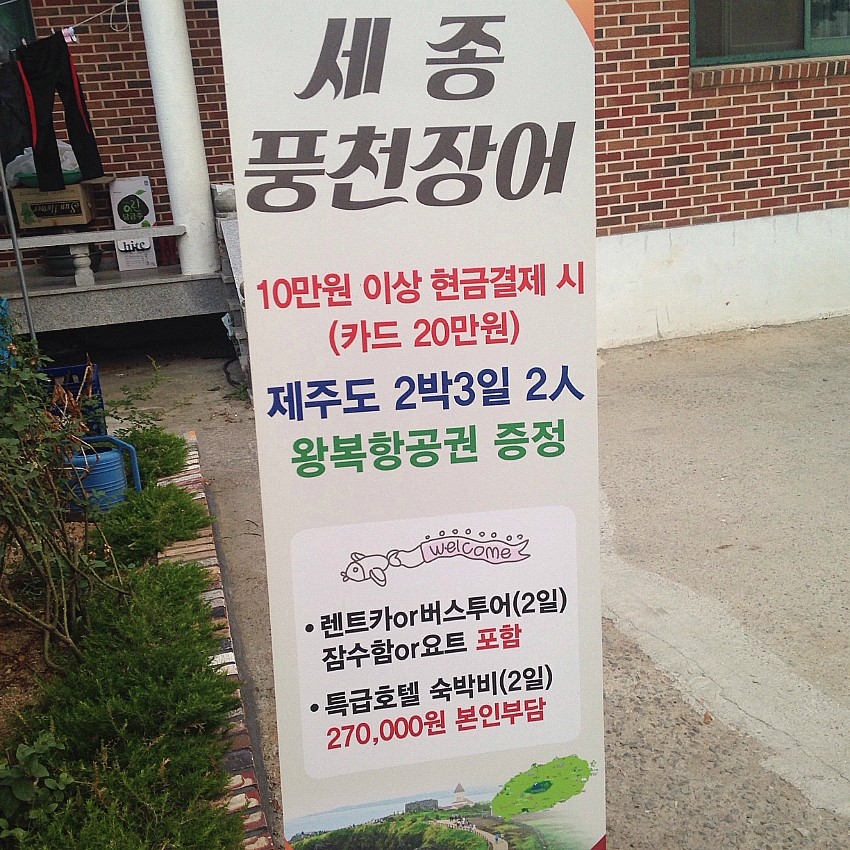 세 종
풍천장어
10만원 이상 현금결제 시
(카드 20만원)
제주도 2박3일 2人
왕복항공권 증정
welcome
• 렌트카or버스투어(2일)
잠수함or요트 포함
• 특급호텔 숙박비(2일)
270,000원 본인부담
hite